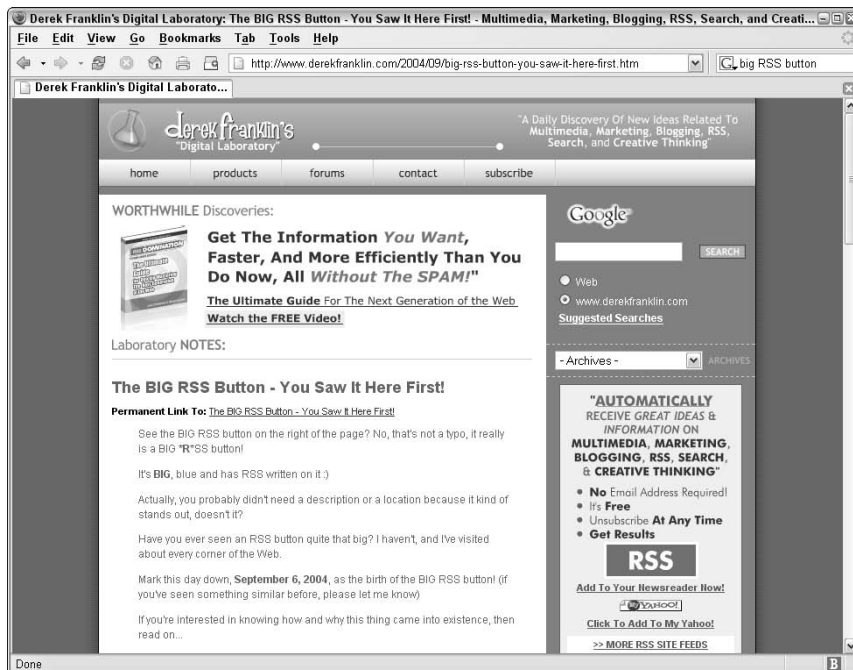 Derek Franklin's Digital Laboratory: The BIG RSS Button - You Saw It Here First! - Multimedia, Marketing, Blogging, RSS, Search, and Creati...
File Edit View Go Bookmarks Tab Tools Help
http://www.derekfranklin.com/2004/09/big-rss-button-you-saw-it-here-first.htm
G big RSS button
Derek Franklin's Digital Laborato...
derek franklin's
"Digital Laboratory"
"A Daily Discovery Of New Ideas Related To
Multimedia, Marketing, Blogging, RSS,
Search, and Creative Thinking"
home products forums contact subscribe
WORTHWHILE Discoveries:
DOMINATION
The Ultimate
Guide
Get The Information You Want,
Faster, And More Efficiently Than You
Do Now, All Without The SPAM!"
The Ultimate Guide For The Next Generation of the Web
Watch the FREE Video!
Laboratory NOTES:
The BIG RSS Button - You Saw It Here First!
Permanent Link To: The BIG RSS Button - You Saw It Here First!
See the BIG RSS button on the right of the page? No, that's not a typo, it really
is a BIG *R*SS button!
It's BIG, blue and has RSS written on it :)
Actually, you probably didn't need a description or a location because it kind of
stands out, doesn't it?
Have you ever seen an RSS button quite that big? I haven't, and I've visited
about every corner of the Web.
Mark this day down, September 6, 2004, as the birth of the BIG RSS button! (if
you've seen something similar before, please let me know)
If you're interested in knowing how and why this thing came into existence, then
read on...
Google
SEARCH
Web
www.derekfranklin.com
Suggested Searches
- Archives -
ARCHIVES
"AUTOMATICALLY
RECEIVE GREAT IDEAS &
INFORMATION ON
MULTIMEDIA, MARKETING,
BLOGGING, RSS, SEARCH,
& CREATIVE THINKING"
• No Email Address Required!
• It's Free
• Unsubscribe At Any Time
• Get Results
RSS
Add To Your Newsreader Now!
MY YAHOO!
Click To Add To My Yahoo!
>> MORE RSS SITE FEEDS
Done
B